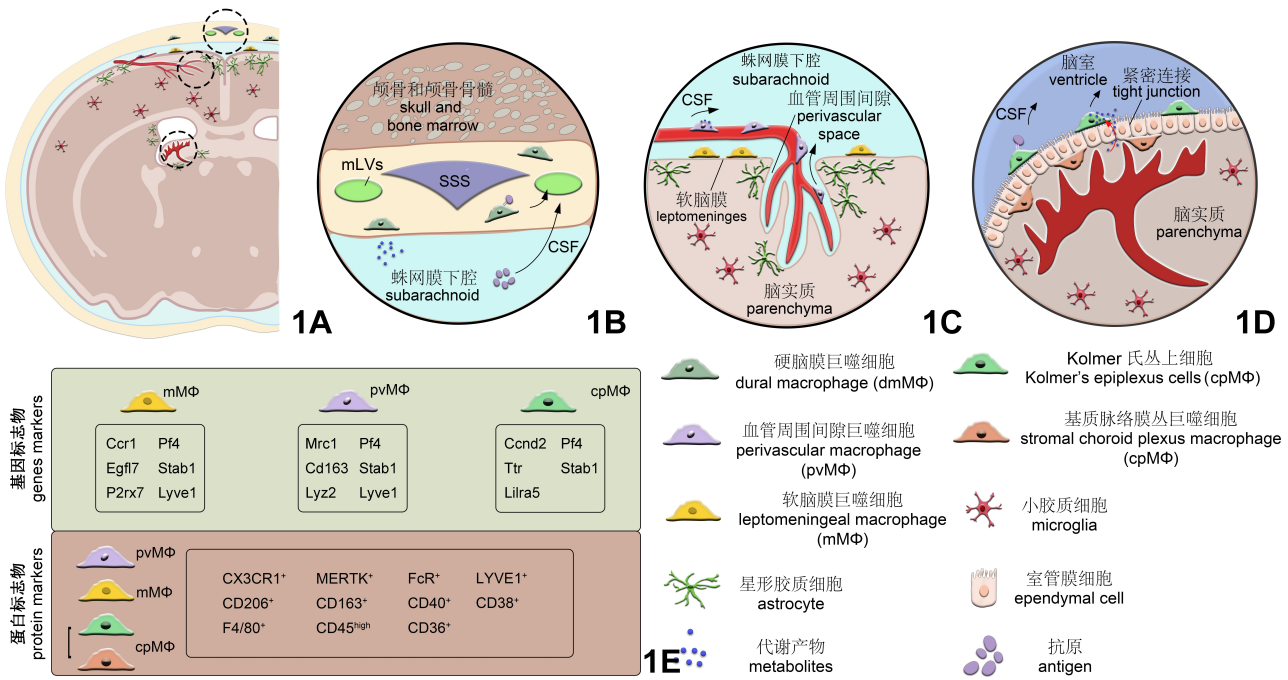 1A
颅骨和颅骨骨髓
skull and
bone marrow
mLVs
SSS
CSF
蛛网膜下腔
subarachnoid
1B
蛛网膜下腔
subarachnoid
CSF
血管周围间隙
perivascular
space
软脑膜
leptomeninges
脑实质
parenchyma
1C
脑室
ventricle
紧密连接
tight junction
CSF
脑实质
parenchyma
1D
基因标志物
genes markers
mMΦ
Ccr1 Pf4
Egfl7 Stab1
P2rx7 Lyve1
pvMΦ
Mrc1 Pf4
Cd163 Stab1
Lyz2 Lyve1
cpMΦ
Ccnd2 Pf4
Ttr Stab1
Lilra5
蛋白标志物
protein markers
pvMΦ
mMΦ
cpMΦ
CX3CR1⁺ MERTK⁺ FcR⁺ LYVE1⁺
CD206⁺ CD163⁺ CD40⁺ CD38⁺
F4/80⁺ CD45ʰⁱᵍʰ CD36⁺
1E
硬脑膜巨噬细胞
dural macrophage (dmMΦ)
血管周围间隙巨噬细胞
perivascular macrophage
(pvMΦ)
软脑膜巨噬细胞
leptomeningeal macrophage
(mMΦ)
星形胶质细胞
astrocyte
代谢产物
metabolites
Kolmer 氏丛上细胞
Kolmer's epiplexus cells (cpMΦ)
基质脉络膜丛巨噬细胞
stromal choroid plexus macrophage
(cpMΦ)
小胶质细胞
microglia
室管膜细胞
ependymal cell
抗原
antigen